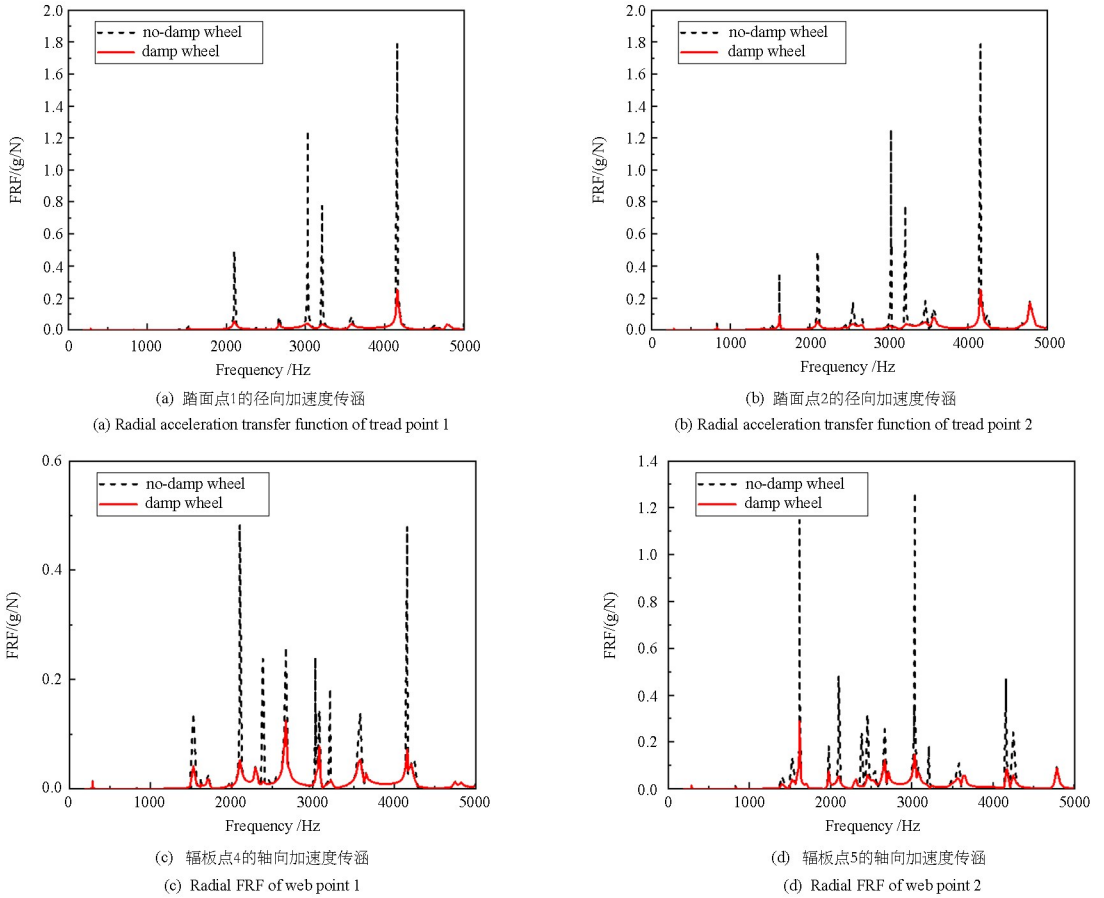 2.0
1.8
1.6
1.4
1.2
1.0
0.8
0.6
0.4
0.2
0.0
FRF/(g/N)
no-damp wheel
damp wheel
0 1000 2000 3000 4000 5000
Frequency /Hz
(a) 踏面点1的径向加速度传涵
(a) Radial acceleration transfer function of tread point 1
2.0
1.8
1.6
1.4
1.2
1.0
0.8
0.6
0.4
0.2
0.0
FRF/(g/N)
no-damp wheel
damp wheel
0 1000 2000 3000 4000 5000
Frequency /Hz
(b) 踏面点2的径向加速度传涵
(b) Radial acceleration transfer function of tread point 2
0.6
0.4
0.2
0.0
FRF/(g/N)
no-damp wheel
damp wheel
0 1000 2000 3000 4000 5000
Frequency /Hz
(c) 辐板点4的轴向加速度传涵
(c) Radial FRF of web point 1
1.4
1.2
1.0
0.8
0.6
0.4
0.2
0.0
FRF/(g/N)
no-damp wheel
damp wheel
0 1000 2000 3000 4000 5000
Frequency /Hz
(d) 辐板点5的轴向加速度传涵
(d) Radial FRF of web point 2